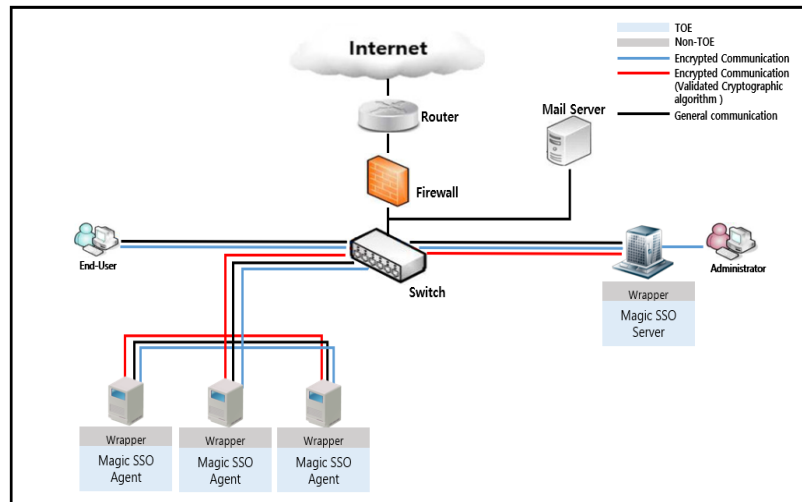 TOE
Non-TOE
Encrypted Communication
Encrypted Communication
(Validated Cryptographic
algorithm )
General communication
Internet
Router
Mail Server
Firewall
End-User
Switch
Administrator
Wrapper
Magic SSO
Server
Wrapper
Magic SSO
Agent
Wrapper
Magic SSO
Agent
Wrapper
Magic SSO
Agent